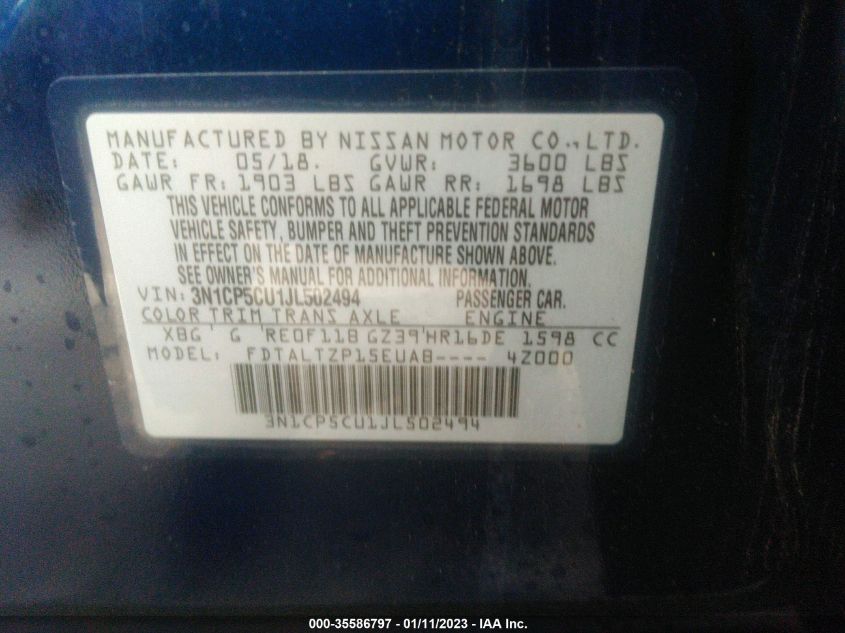 MANUFACTURED BY NISSAN MOTOR CO.,LTD.
DATE: 05/18. GVWR: 3600 LBS
GAWR FR: 1903 LBS GAWR RR: 1698 LBS
THIS VEHICLE CONFORMS TO ALL APPLICABLE FEDERAL MOTOR
VEHICLE SAFETY, BUMPER AND THEFT PREVENTION STANDARDS
IN EFFECT ON THE DATE OF MANUFACTURE SHOWN ABOVE.
SEE OWNER'S MANUAL FOR ADDITIONAL INFORMATION.
VIN: 3N1CP5CU1JL502494 PASSENGER CAR.
COLOR TRIM TRANS AXLE ENGINE
XBG G RE0F11B GZ39 HR16DE 1598 CC
MODEL: FDTALTZP15EUAB---- 4Z000
3N1CP5CU1JL502494
000-35586797 - 01/11/2023 - IAA Inc.